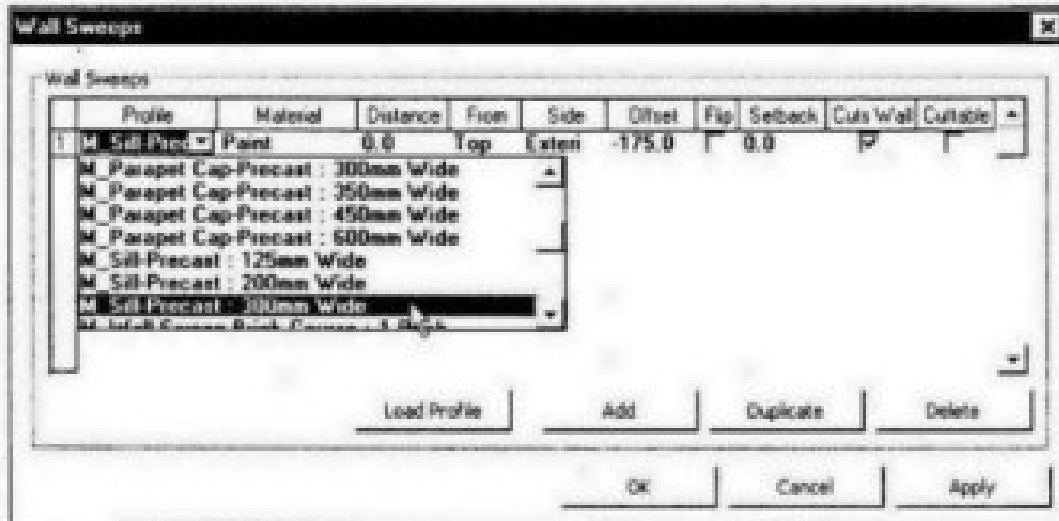 Wall Sweeps
Wall Sweeps
Profile Material Distance From Side Offset Flip Setback Cuts Wall Cuttable
1 M_Sill-Prec Paint 0.0 Top Exteri -175.0 0.0
M_Parapet Cap-Precast : 300mm Wide
M_Parapet Cap-Precast : 350mm Wide
M_Parapet Cap-Precast : 450mm Wide
M_Parapet Cap-Precast : 600mm Wide
M_Sill-Precast : 125mm Wide
M_Sill-Precast : 200mm Wide
M_Sill-Precast : 300mm Wide
M_Wall Sweep
Load Profile Add Duplicate Delete
OK Cancel Apply